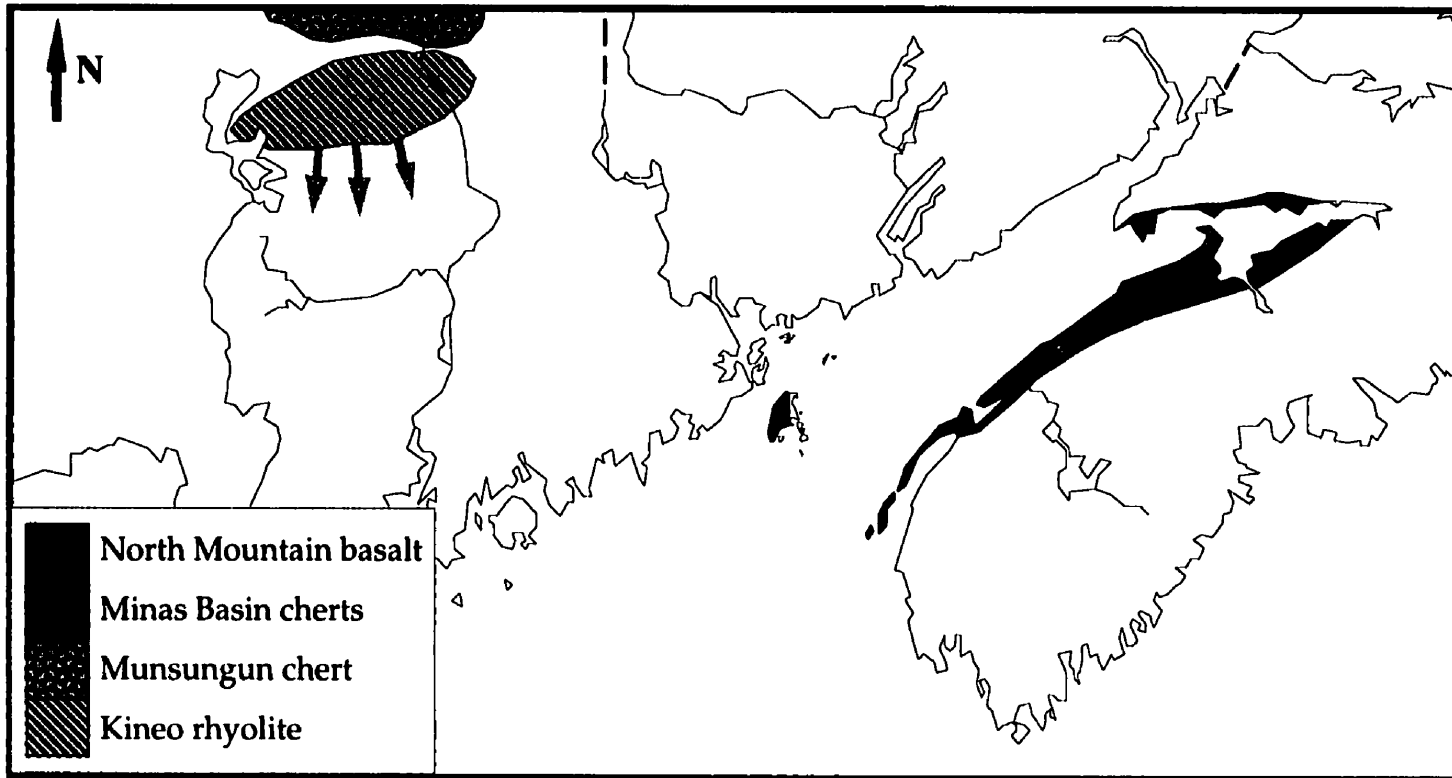 N
North Mountain basalt
Minas Basin cherts
Munsungun chert
Kineo rhyolite